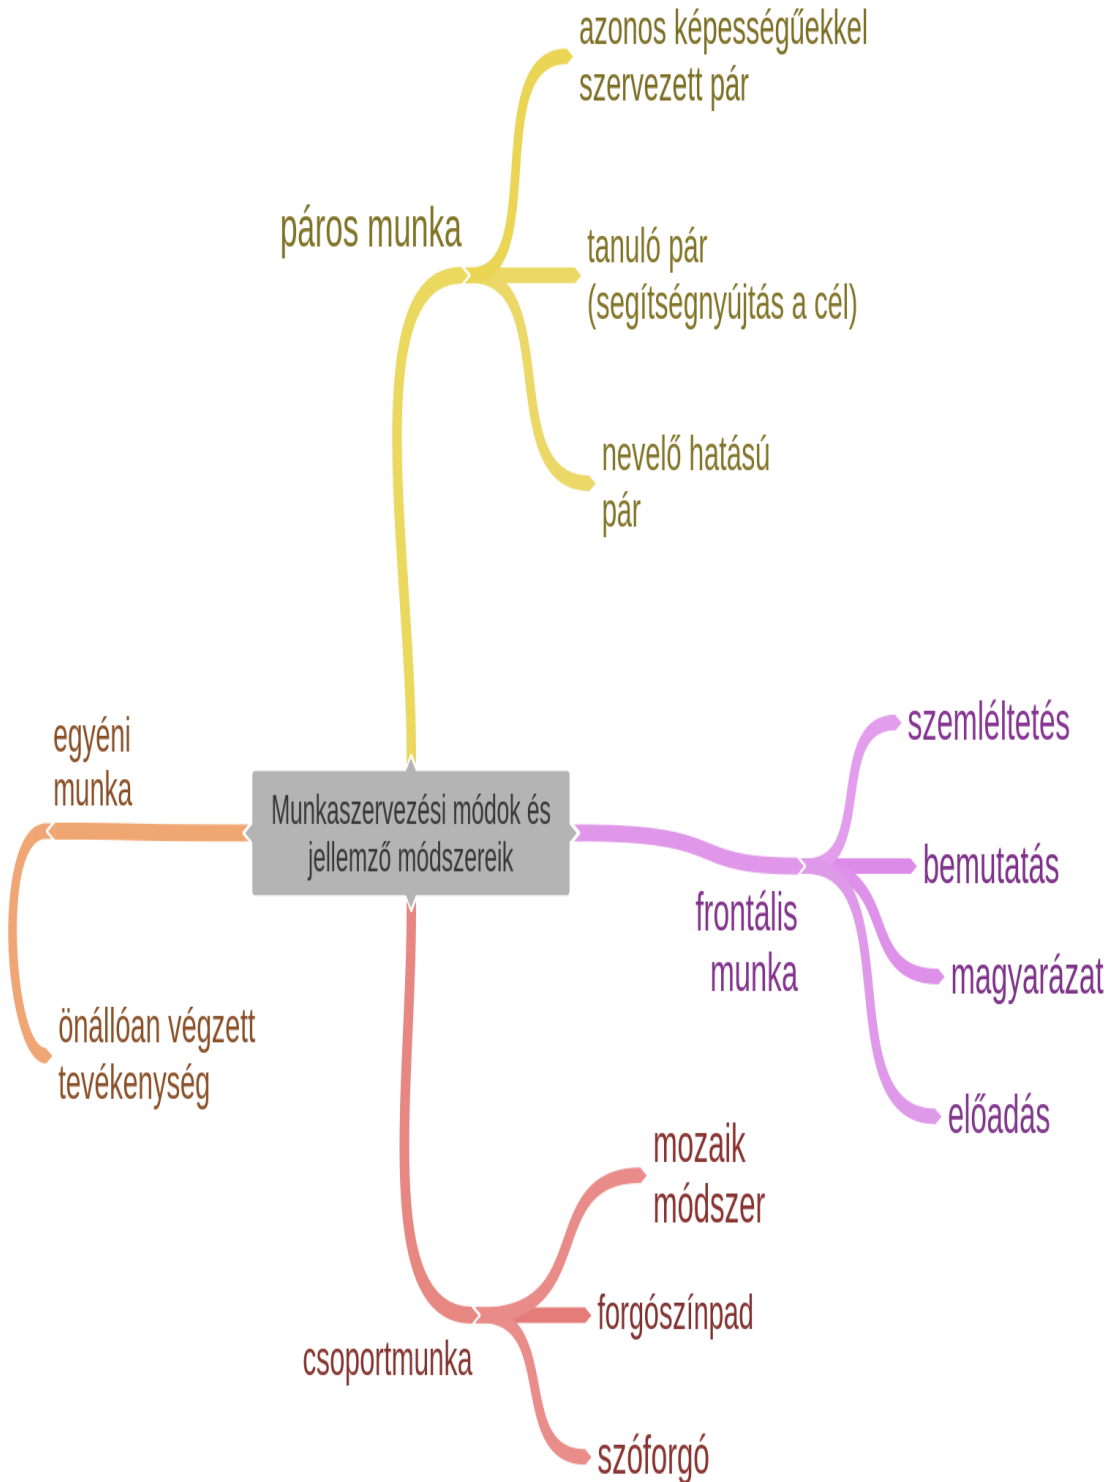 azonos képességűekkel
szervezett pár
páros munka
tanuló pár
(segítségnyújtás a cél)
nevelő hatású
pár
egyéni
munka
Munkaszervezési módok és
jellemző módszereik
szemléltetés
bemutatás
frontális
munka
magyarázat
önállóan végzett
tevékenység
előadás
mozaik
módszer
forgószínpad
csoportmunka
szóforgó